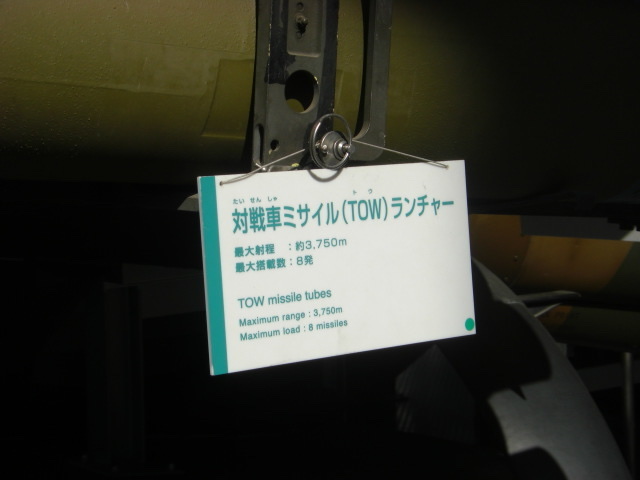 たい せん しゃ トウ
対戦車ミサイル(TOW)ランチャー
最大射程 :約3,750m
最大搭載数:8発
TOW missile tubes
Maximum range : 3,750m
Maximum load : 8 missiles